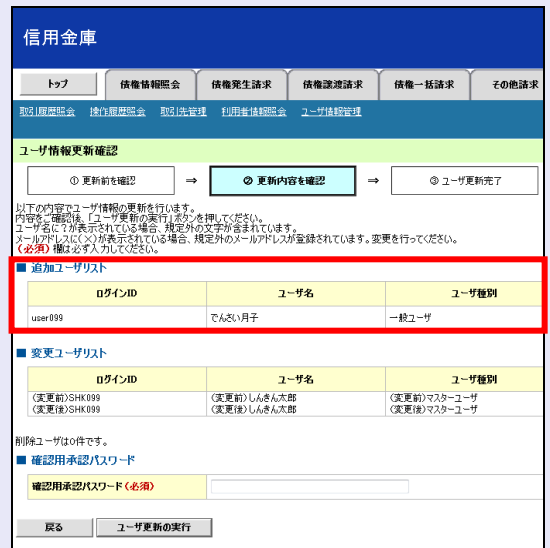 信用金庫
トップ 債権情報照会 債権発生請求 債権譲渡請求 債権一括請求 その他請求
取引履歴照会 操作履歴照会 取引先管理 利用者情報照会 ユーザ情報管理
ユーザ情報更新確認
① 更新前を確認 ⇒ ② 更新内容を確認 ⇒ ③ ユーザ更新完了
以下の内容でユーザ情報の更新を行います。
内容をご確認後、「ユーザ更新の実行」ボタンを押してください。
ユーザ名に？が表示されている場合、規定外の文字が含まれています。
メールアドレスに(×)が表示されている場合、規定外のメールアドレスが登録されています。変更を行ってください。
(必須)欄は必ず入力してください。
■ 追加ユーザリスト
ログインID ユーザ名 ユーザ種別
user099 でんさい月子 一般ユーザ
■ 変更ユーザリスト
ログインID ユーザ名 ユーザ種別
(変更前)SHK099 (変更前)しんきん太郎 (変更前)マスターユーザ
(変更後)SHK099 (変更後)しんきん太郎 (変更後)マスターユーザ
削除ユーザは0件です。
■ 確認用承認パスワード
確認用承認パスワード(必須)
戻る ユーザ更新の実行